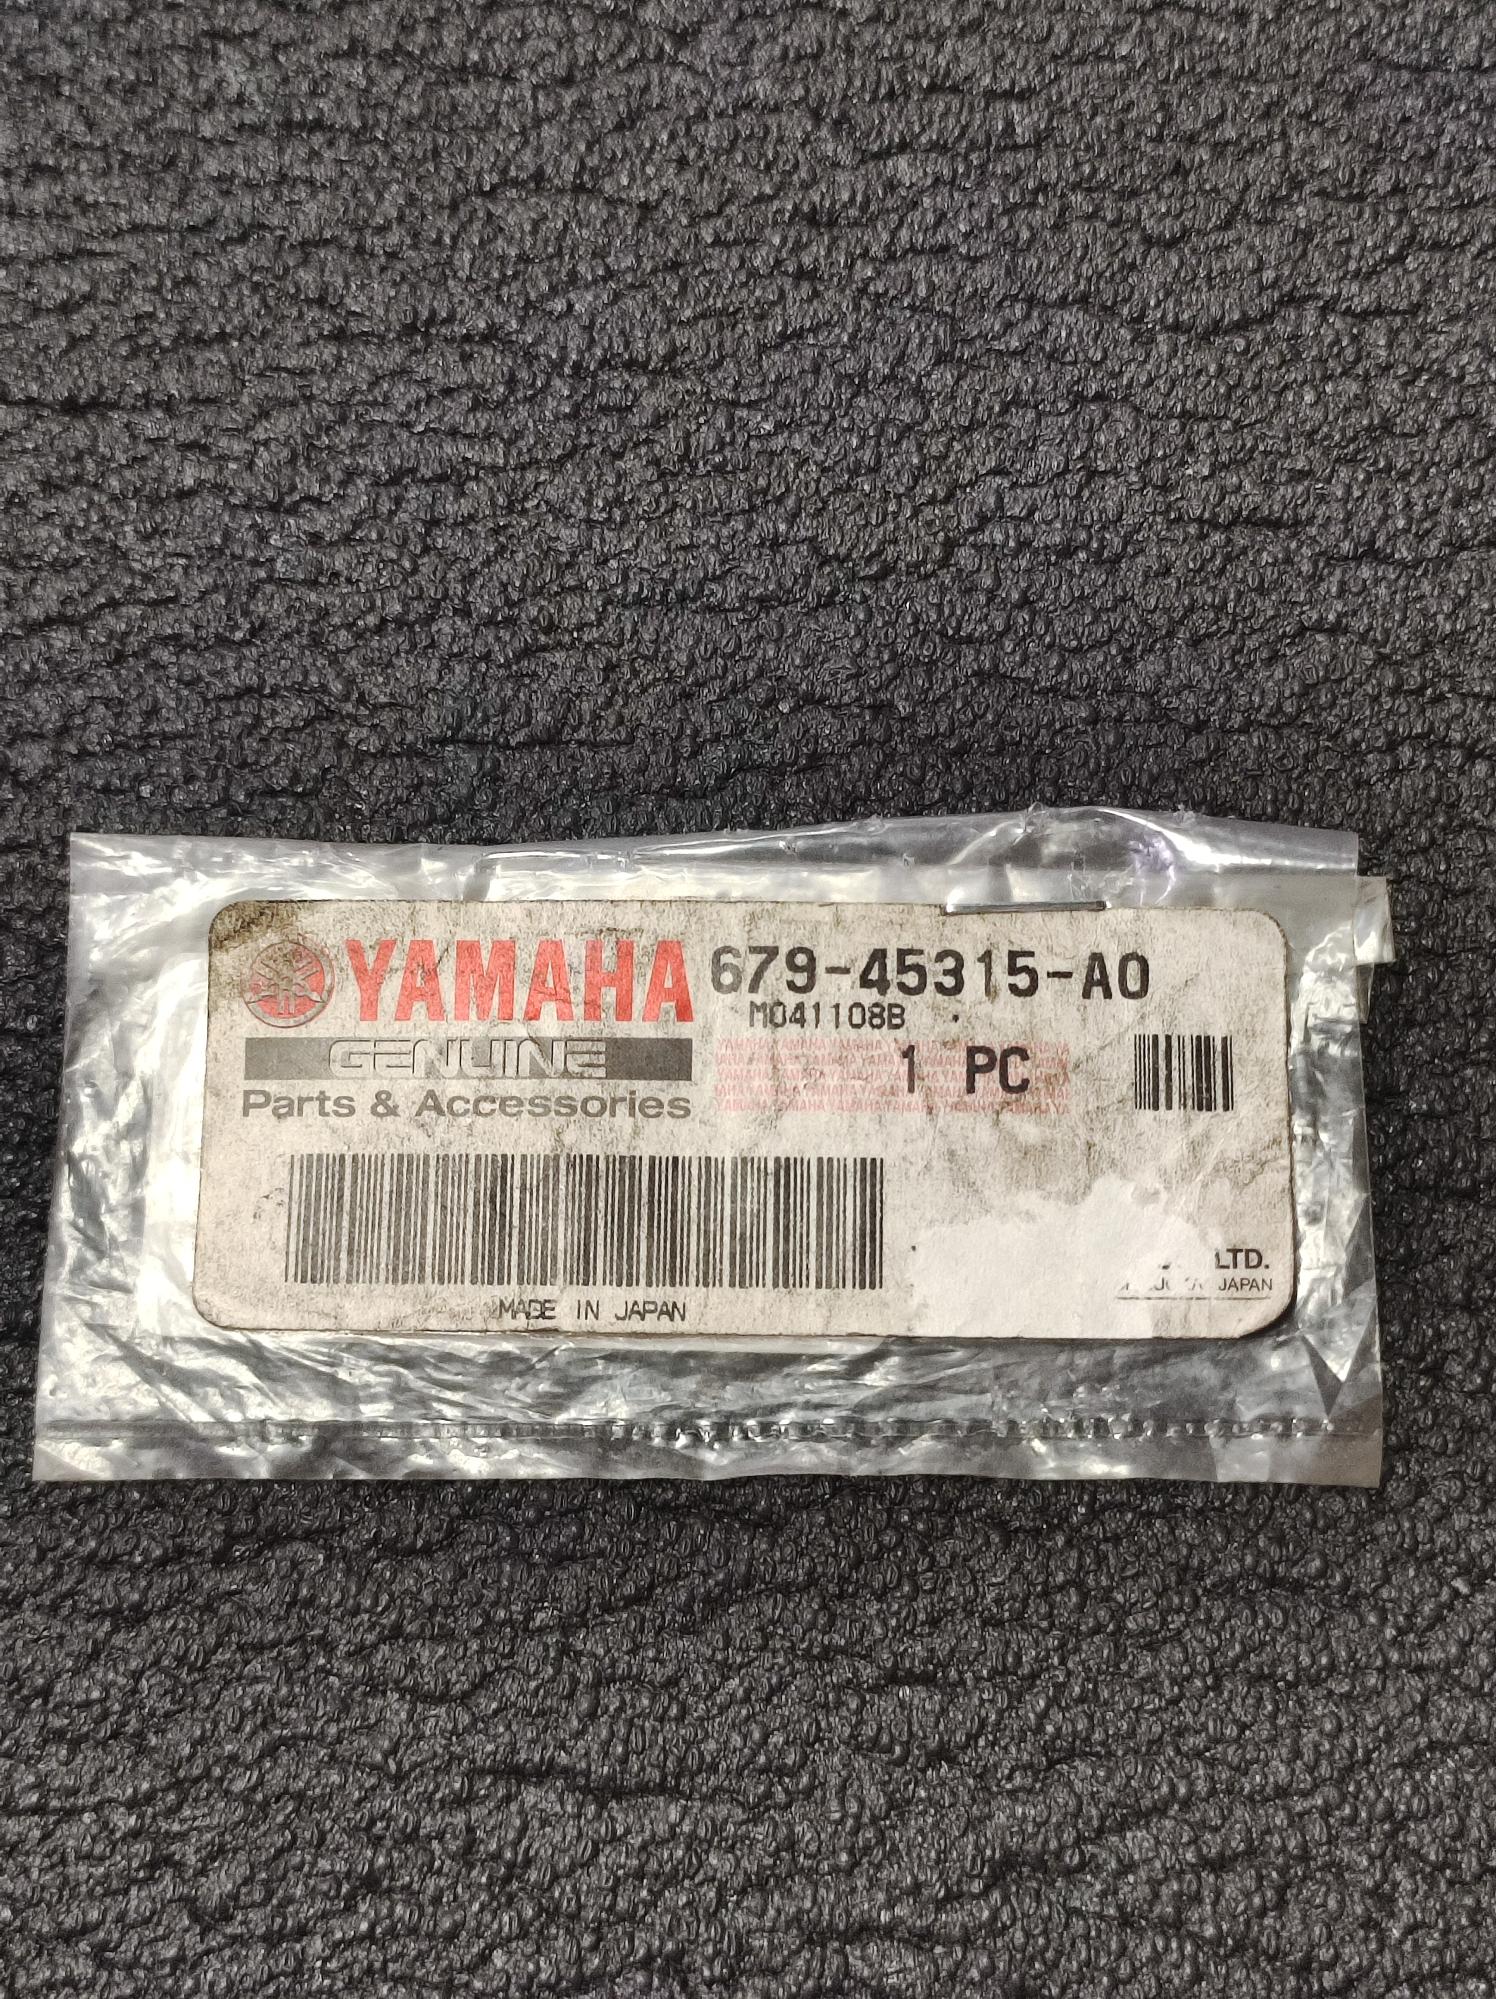 YAMAHA 679-45315-A0
M041108B
GENUINE 1 PC
Parts & Accessories
LTD.
JAPAN
MADE IN JAPAN